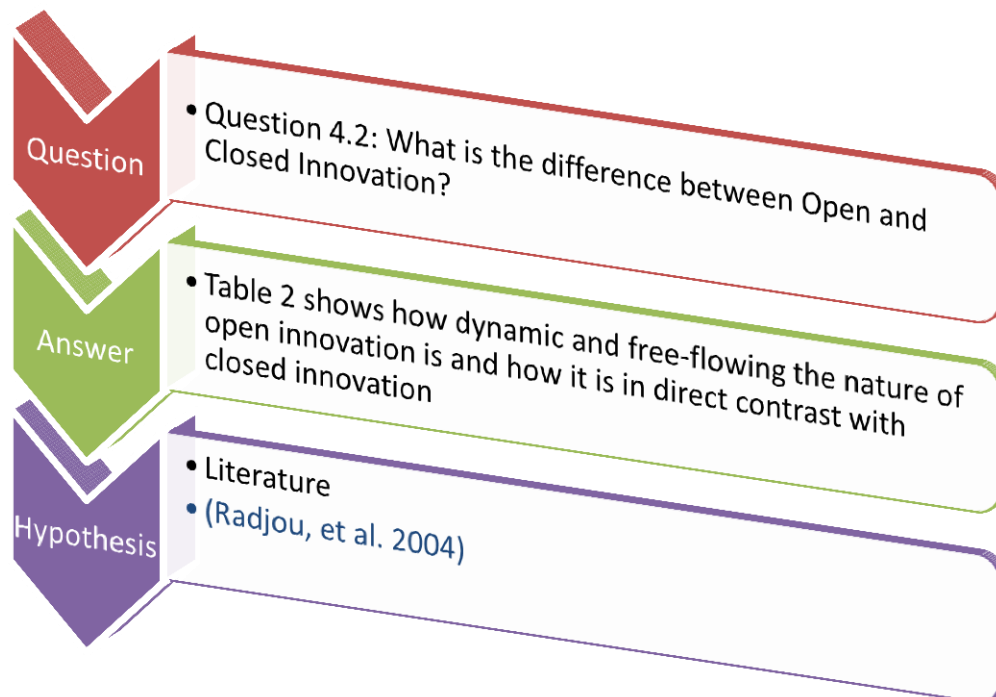 Question
• Question 4.2: What is the difference between Open and
Closed Innovation?
Answer
• Table 2 shows how dynamic and free-flowing the nature of
open innovation is and how it is in direct contrast with
closed innovation
Hypothesis
• Literature
• (Radjou, et al. 2004)